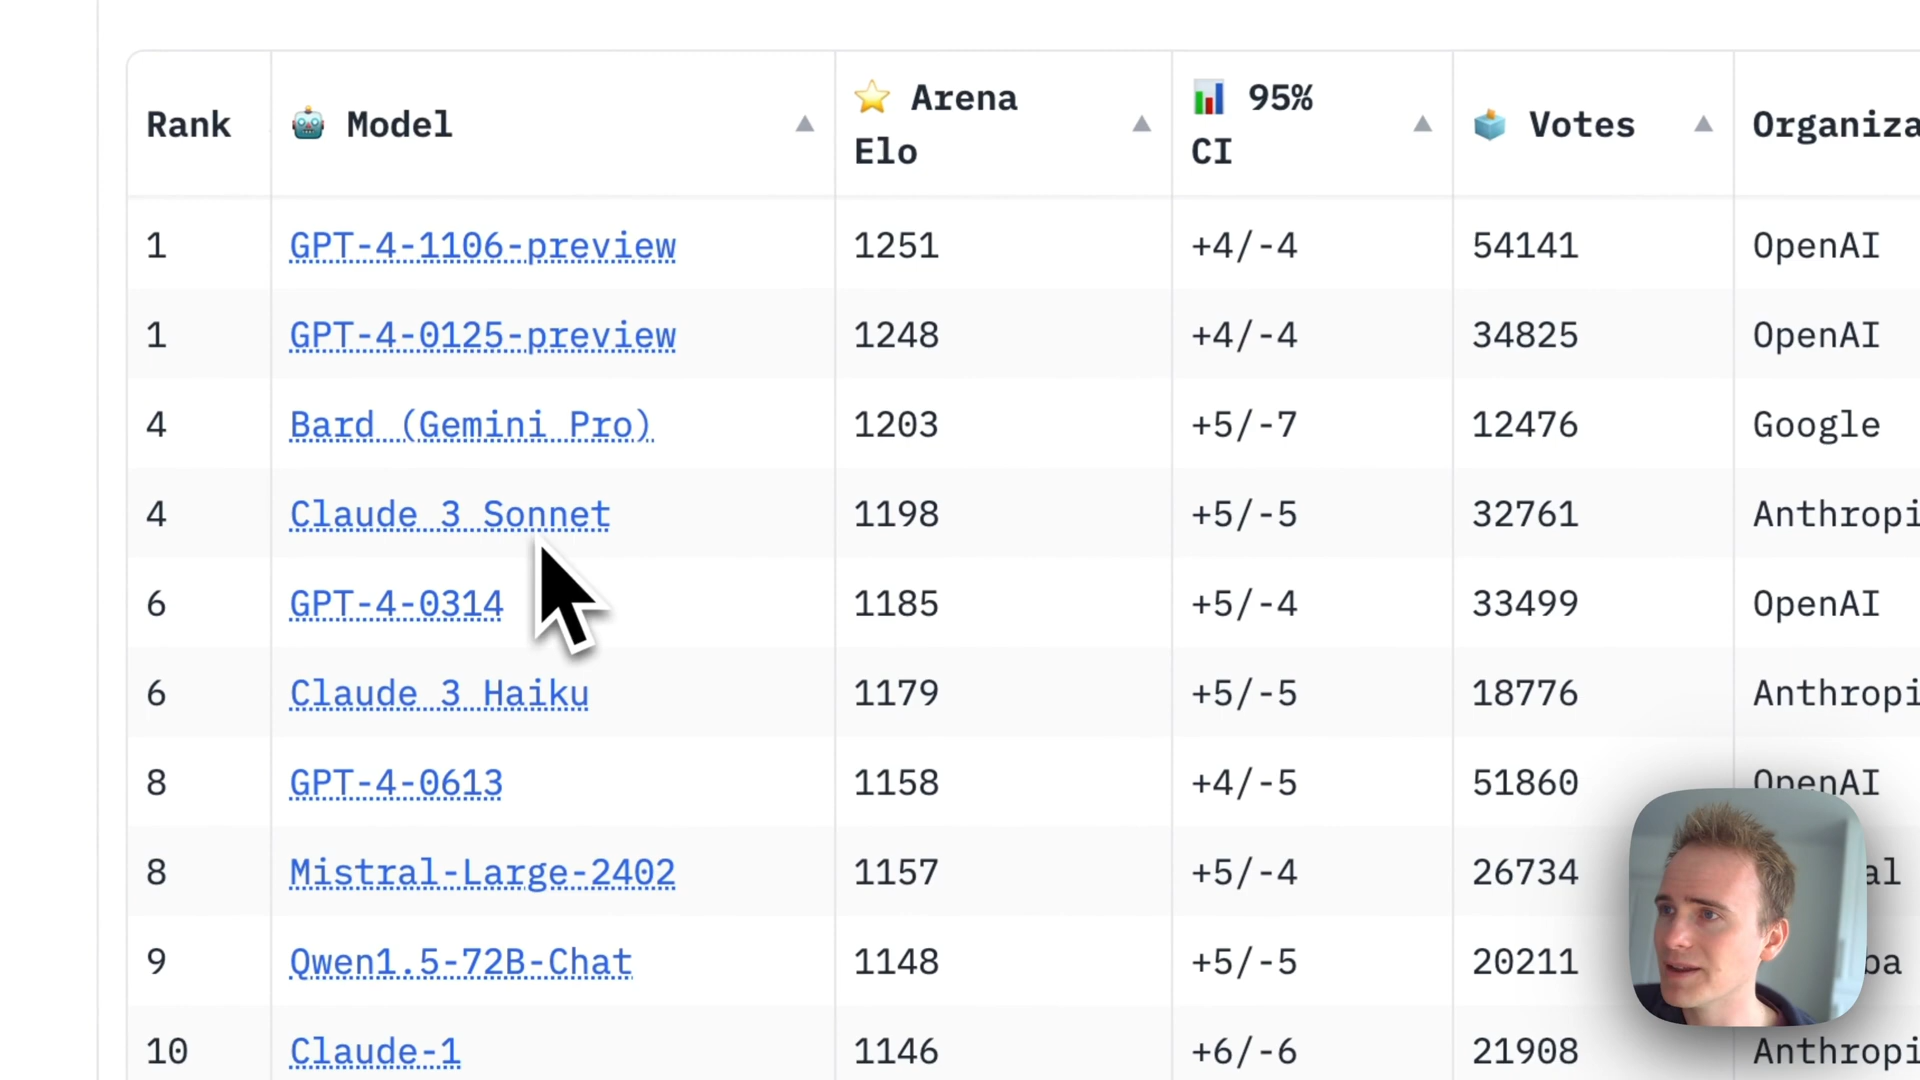 Rank 🤖 Model ▲ ⭐ Arena Elo ▲ 📊 95% CI ▲ 🗳️ Votes ▲ Organiza
1 GPT-4-1106-preview 1251 +4/-4 54141 OpenAI
1 GPT-4-0125-preview 1248 +4/-4 34825 OpenAI
4 Bard (Gemini Pro) 1203 +5/-7 12476 Google
4 Claude 3 Sonnet 1198 +5/-5 32761 Anthropi
6 GPT-4-0314 1185 +5/-4 33499 OpenAI
6 Claude 3 Haiku 1179 +5/-5 18776 Anthropi
8 GPT-4-0613 1158 +4/-5 51860 OpenAI
8 Mistral-Large-2402 1157 +5/-4 26734 al
9 Qwen1.5-72B-Chat 1148 +5/-5 20211 ba
10 Claude-1 1146 +6/-6 21908 Anthropi